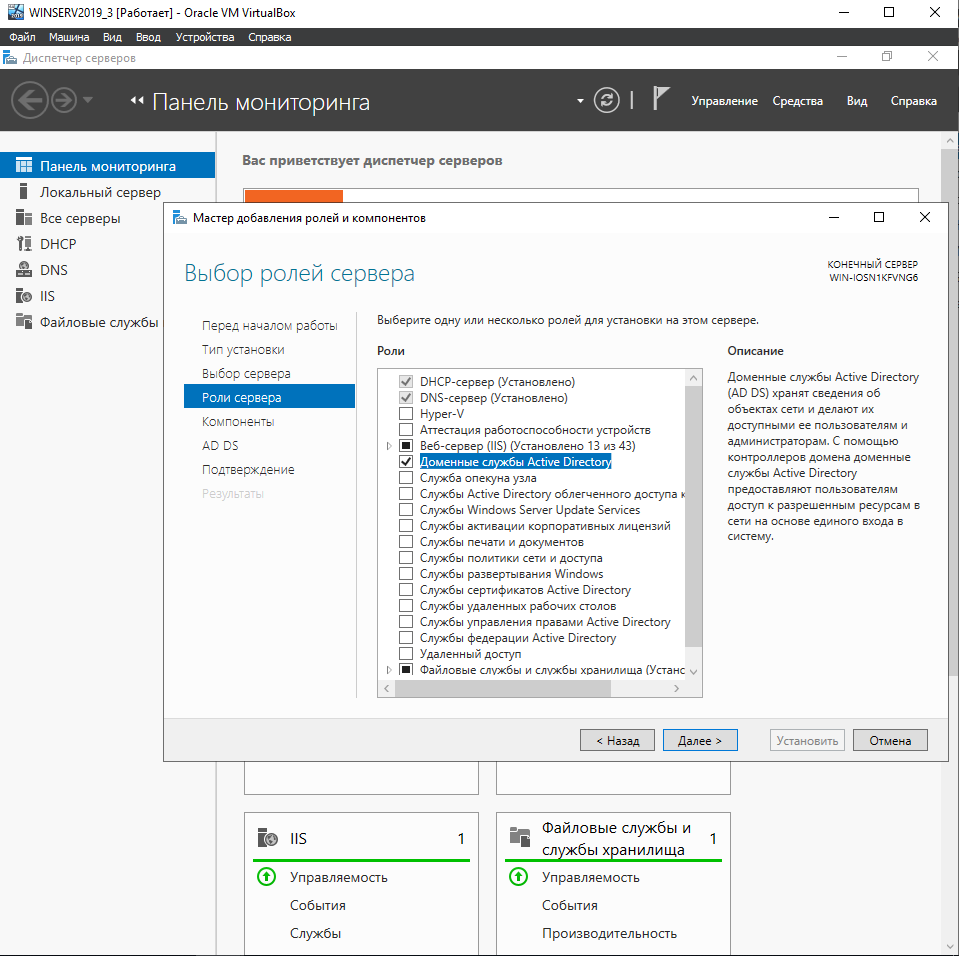 WINSERV2019_3 [Работает] - Oracle VM VirtualBox
Файл Машина Вид Ввод Устройства Справка
Диспетчер серверов
Панель мониторинга
Управление Средства Вид Справка
Панель мониторинга
Локальный сервер
Все серверы
DHCP
DNS
IIS
Файловые службы
Вас приветствует диспетчер серверов
Мастер добавления ролей и компонентов
Выбор ролей сервера
КОНЕЧНЫЙ СЕРВЕР
WIN-IOSN1KFVNG6
Перед началом работы
Тип установки
Выбор сервера
Роли сервера
Компоненты
AD DS
Подтверждение
Результаты
Выберите одну или несколько ролей для установки на этом сервере.
Роли
DHCP-сервер (Установлено)
DNS-сервер (Установлено)
Hyper-V
Аттестация работоспособности устройств
Веб-сервер (IIS) (Установлено 13 из 43)
Доменные службы Active Directory
Служба опекуна узла
Службы Active Directory облегченного доступа к
Службы Windows Server Update Services
Службы активации корпоративных лицензий
Службы печати и документов
Службы политики сети и доступа
Службы развертывания Windows
Службы сертификатов Active Directory
Службы удаленных рабочих столов
Службы управления правами Active Directory
Службы федерации Active Directory
Удаленный доступ
Файловые службы и службы хранилища (Устанс
Описание
Доменные службы Active Directory
(AD DS) хранят сведения об
объектах сети и делают их
доступными ее пользователям и
администраторам. С помощью
контроллеров домена доменные
службы Active Directory
предоставляют пользователям
доступ к разрешенным ресурсам в
сети на основе единого входа в
систему.
< Назад Далее > Установить Отмена
IIS 1
Управляемость
События
Службы
Файловые службы и
службы хранилища 1
Управляемость
События
Производительность